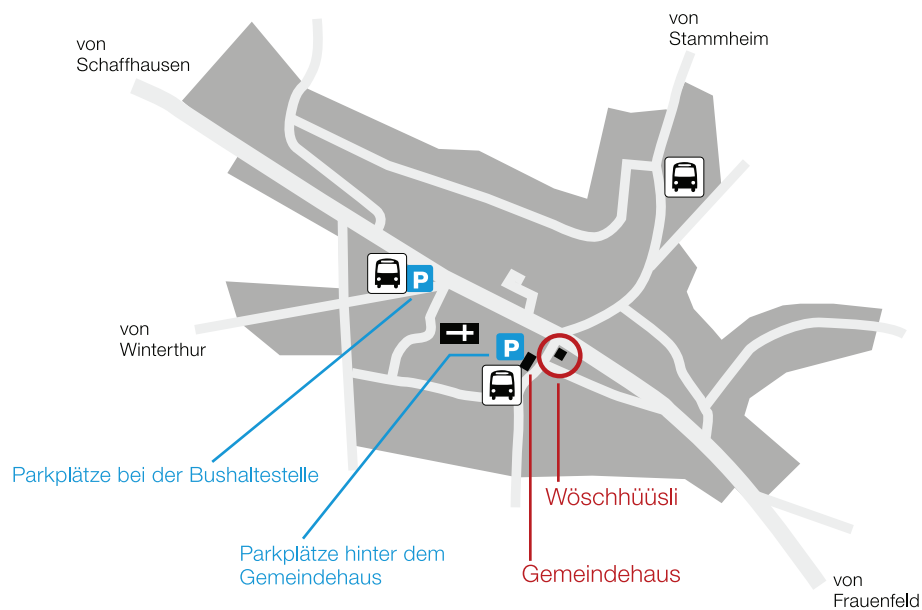 von
Schaffhausen
von
Stammheim
P
von
Winterthur
P
Parkplätze bei der Bushaltestelle
Wöschhüüsli
Parkplätze hinter dem
Gemeindehaus
Gemeindehaus
von
Frauenfeld